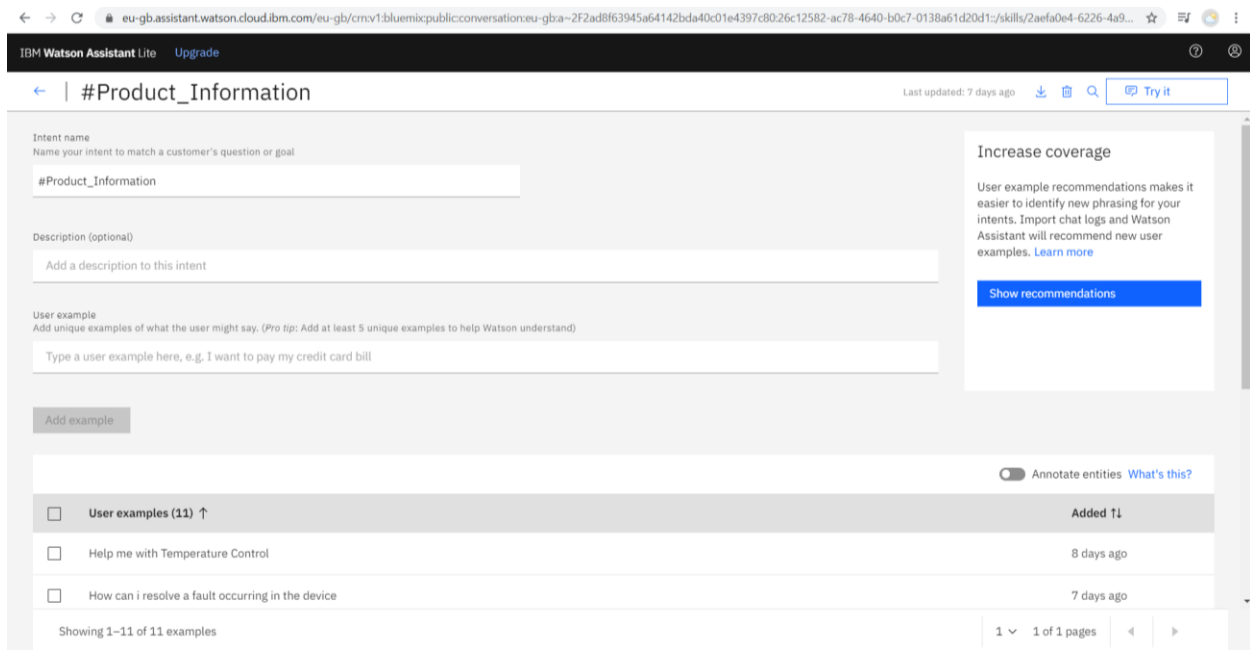 eu-gb.assistant.watson.cloud.ibm.com/eu-gb/crn:v1:bluemix:public:conversation:eu-gb:a~2F2ad8f63945a64142bda40c01e4397c80:26c12582-ac78-4640-b0c7-0138a61d20d1::/skills/2aefa0e4-6226-4a9...
IBM Watson Assistant Lite Upgrade
#Product_Information
Last updated: 7 days ago
Try it
Intent name
Name your intent to match a customer's question or goal
#Product_Information
Description (optional)
Add a description to this intent
User example
Add unique examples of what the user might say. (Pro tip: Add at least 5 unique examples to help Watson understand)
Type a user example here, e.g. I want to pay my credit card bill
Add example
Increase coverage
User example recommendations makes it
easier to identify new phrasing for your
intents. Import chat logs and Watson
Assistant will recommend new user
examples. Learn more
Show recommendations
Annotate entities What's this?
User examples (11) ↑ Added ↑↓
Help me with Temperature Control 8 days ago
How can i resolve a fault occurring in the device 7 days ago
Showing 1–11 of 11 examples 1 1 of 1 pages